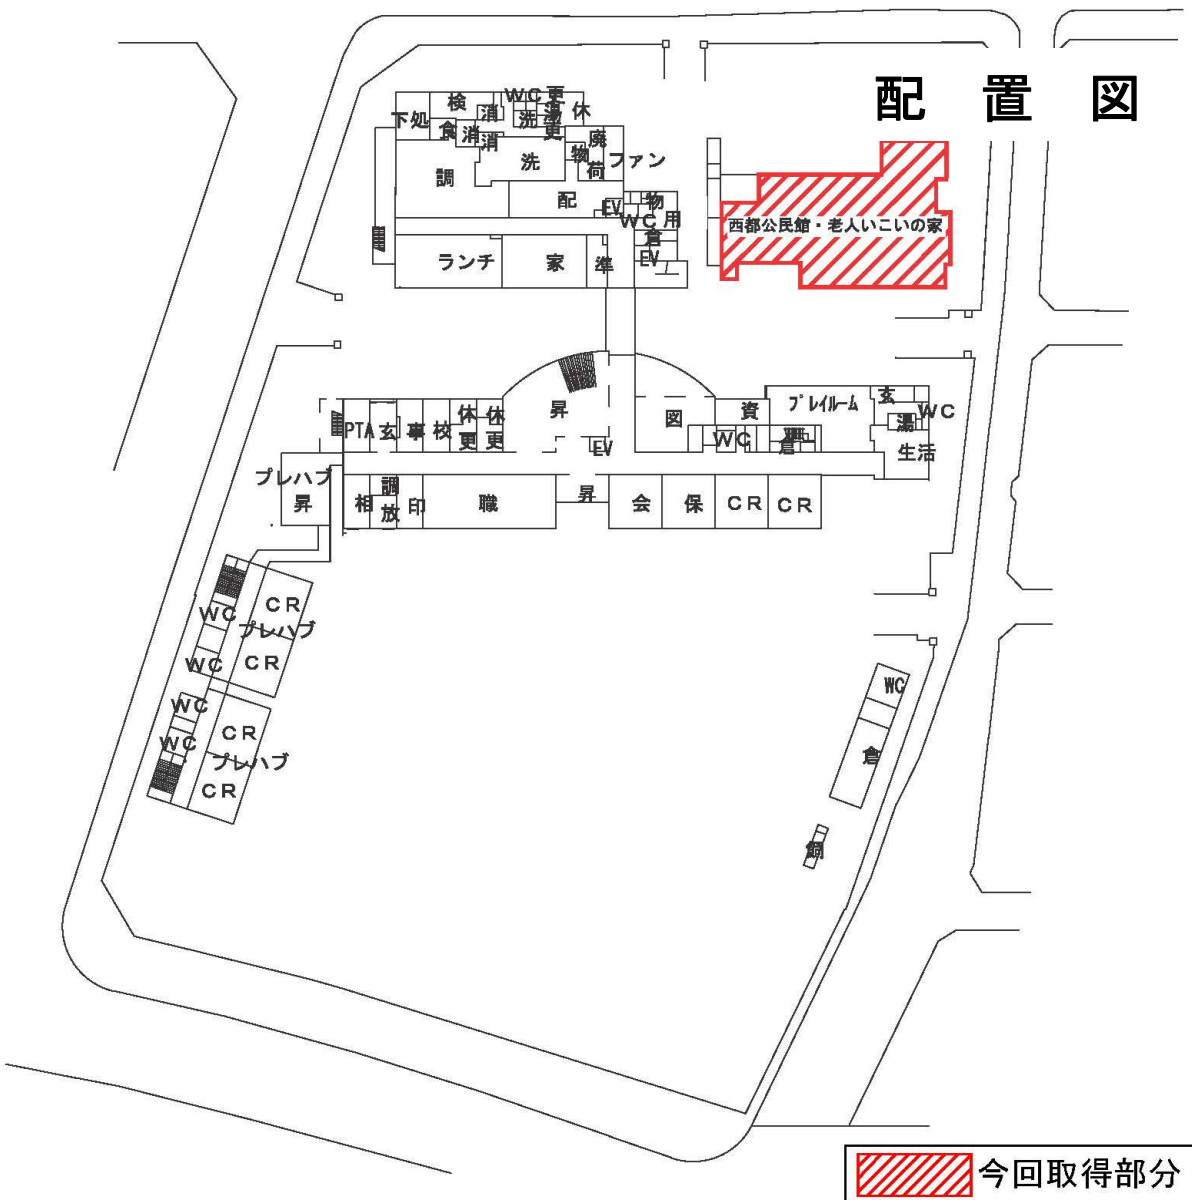 配置図
検
WC
更
下処
食
消
消
消
洗
湯
更
休
廃
物
荷
ファン
調
洗
配
EV
物
WC
用
倉
EV
ランチ
家
準
西都公民館・老人いこいの家
昇
図
資
プレイルーム
玄
WC
湯
生活
PTA
玄
事
校
休
更
休
更
EV
WC
倉
プレハブ
昇
相
調
放
印
職
昇
会
保
CR
CR
WC
CR
プレハブ
WC
CR
WC
CR
WC
プレハブ
CR
WC
倉
飼
今回取得部分